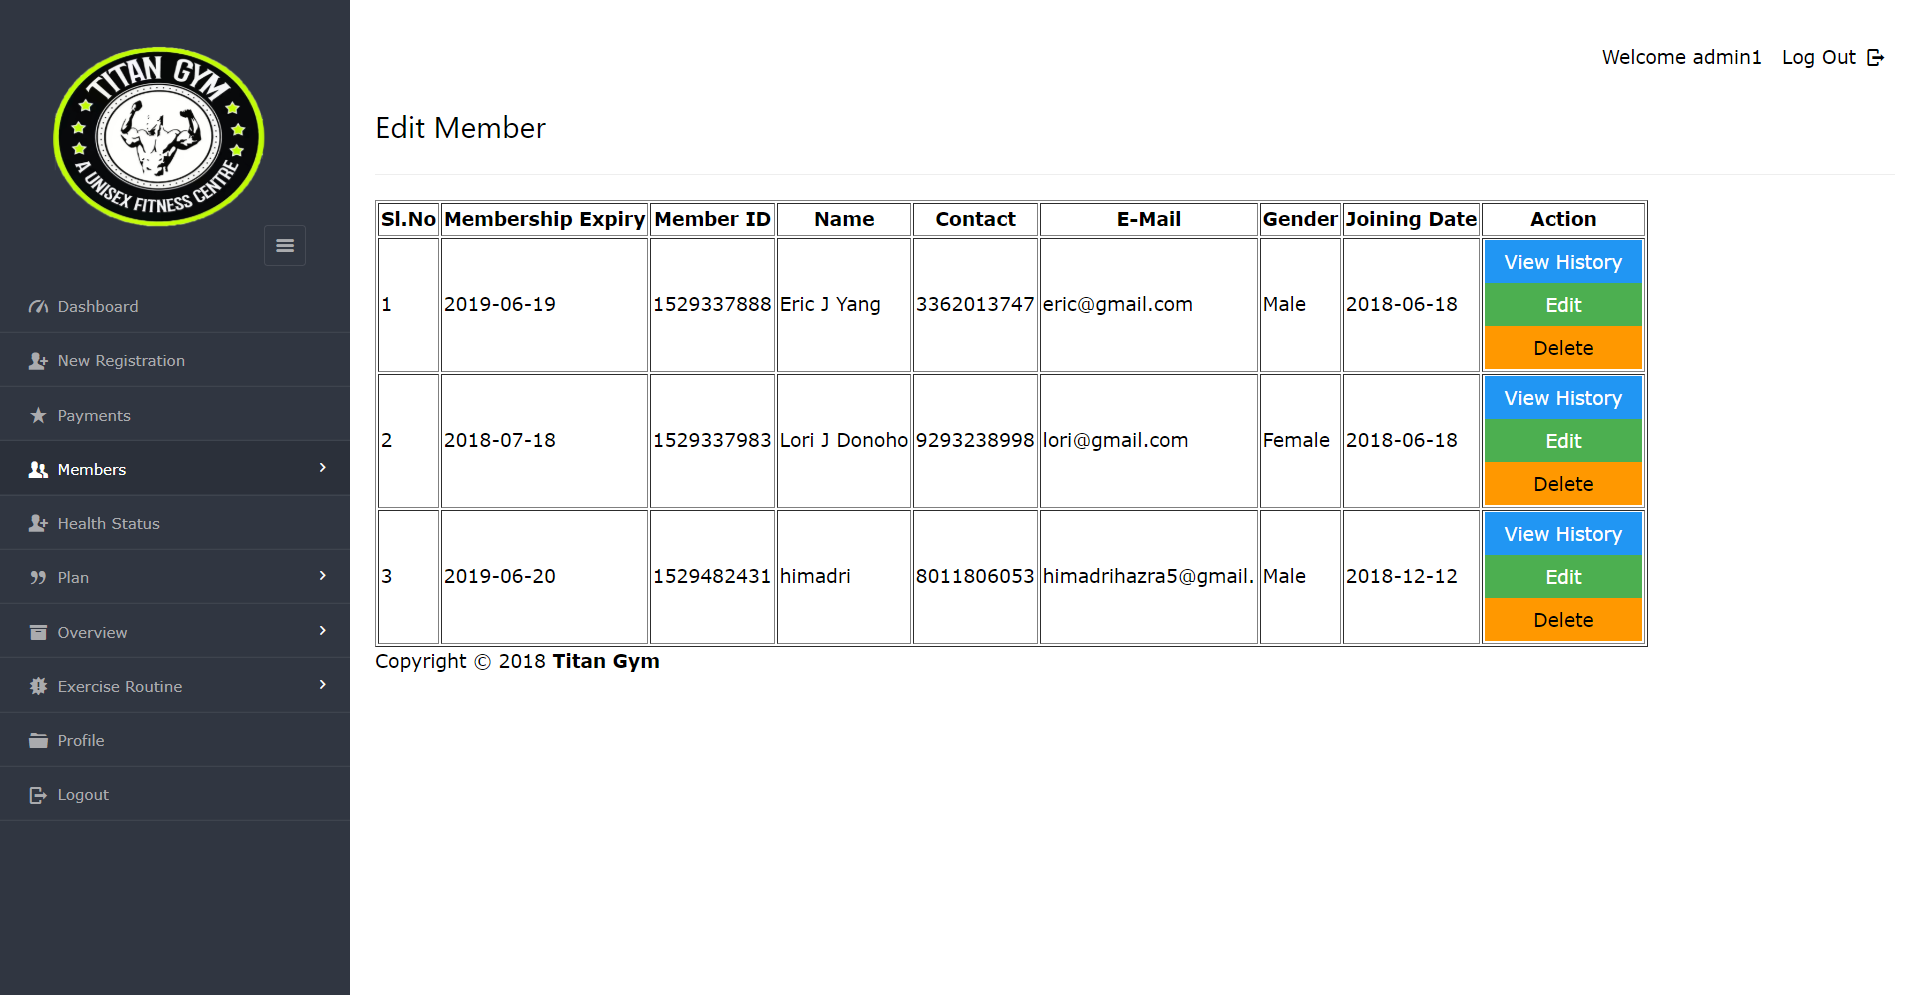 TITAN GYM
A UNISEX FITNESS CENTRE
Dashboard
New Registration
Payments
Members
Health Status
Plan
Overview
Exercise Routine
Profile
Logout
Welcome admin1 Log Out
Edit Member
Sl.No Membership Expiry Member ID Name Contact E-Mail Gender Joining Date Action
1 2019-06-19 1529337888 Eric J Yang 3362013747 eric@gmail.com Male 2018-06-18
View History
Edit
Delete
2 2018-07-18 1529337983 Lori J Donoho 9293238998 lori@gmail.com Female 2018-06-18
View History
Edit
Delete
3 2019-06-20 1529482431 himadri 8011806053 himadrihazra5@gmail. Male 2018-12-12
View History
Edit
Delete
Copyright © 2018 Titan Gym